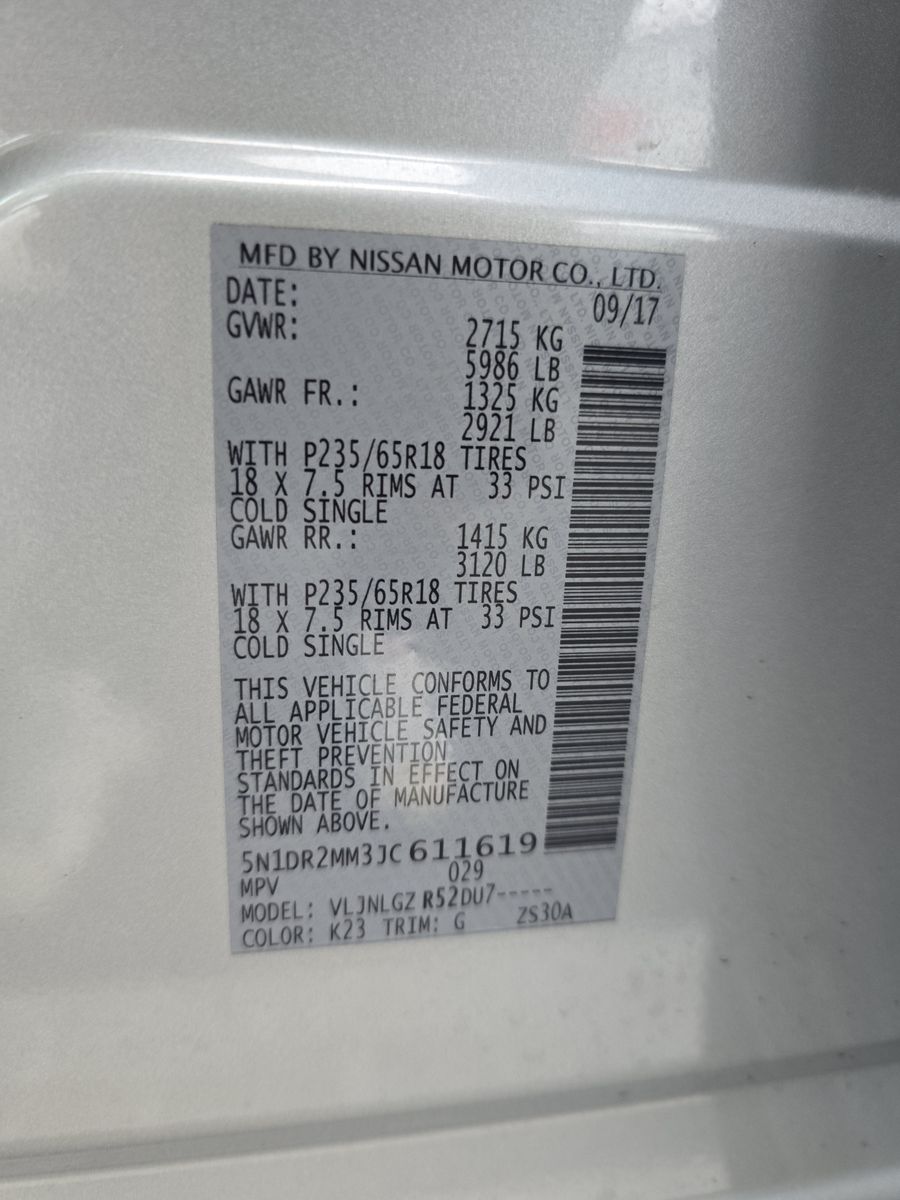 MFD BY NISSAN MOTOR CO., LTD.
DATE: 09/17
GVWR: 2715 KG
5986 LB
GAWR FR.: 1325 KG
2921 LB
WITH P235/65R18 TIRES
18 X 7.5 RIMS AT 33 PSI
COLD SINGLE
GAWR RR.: 1415 KG
3120 LB
WITH P235/65R18 TIRES
18 X 7.5 RIMS AT 33 PSI
COLD SINGLE
THIS VEHICLE CONFORMS TO
ALL APPLICABLE FEDERAL
MOTOR VEHICLE SAFETY AND
THEFT PREVENTION
STANDARDS IN EFFECT ON
THE DATE OF MANUFACTURE
SHOWN ABOVE.
5N1DR2MM3JC611619
MPV 029
MODEL: VLJNLGZ R52DU7-----
COLOR: K23 TRIM: G ZS30A